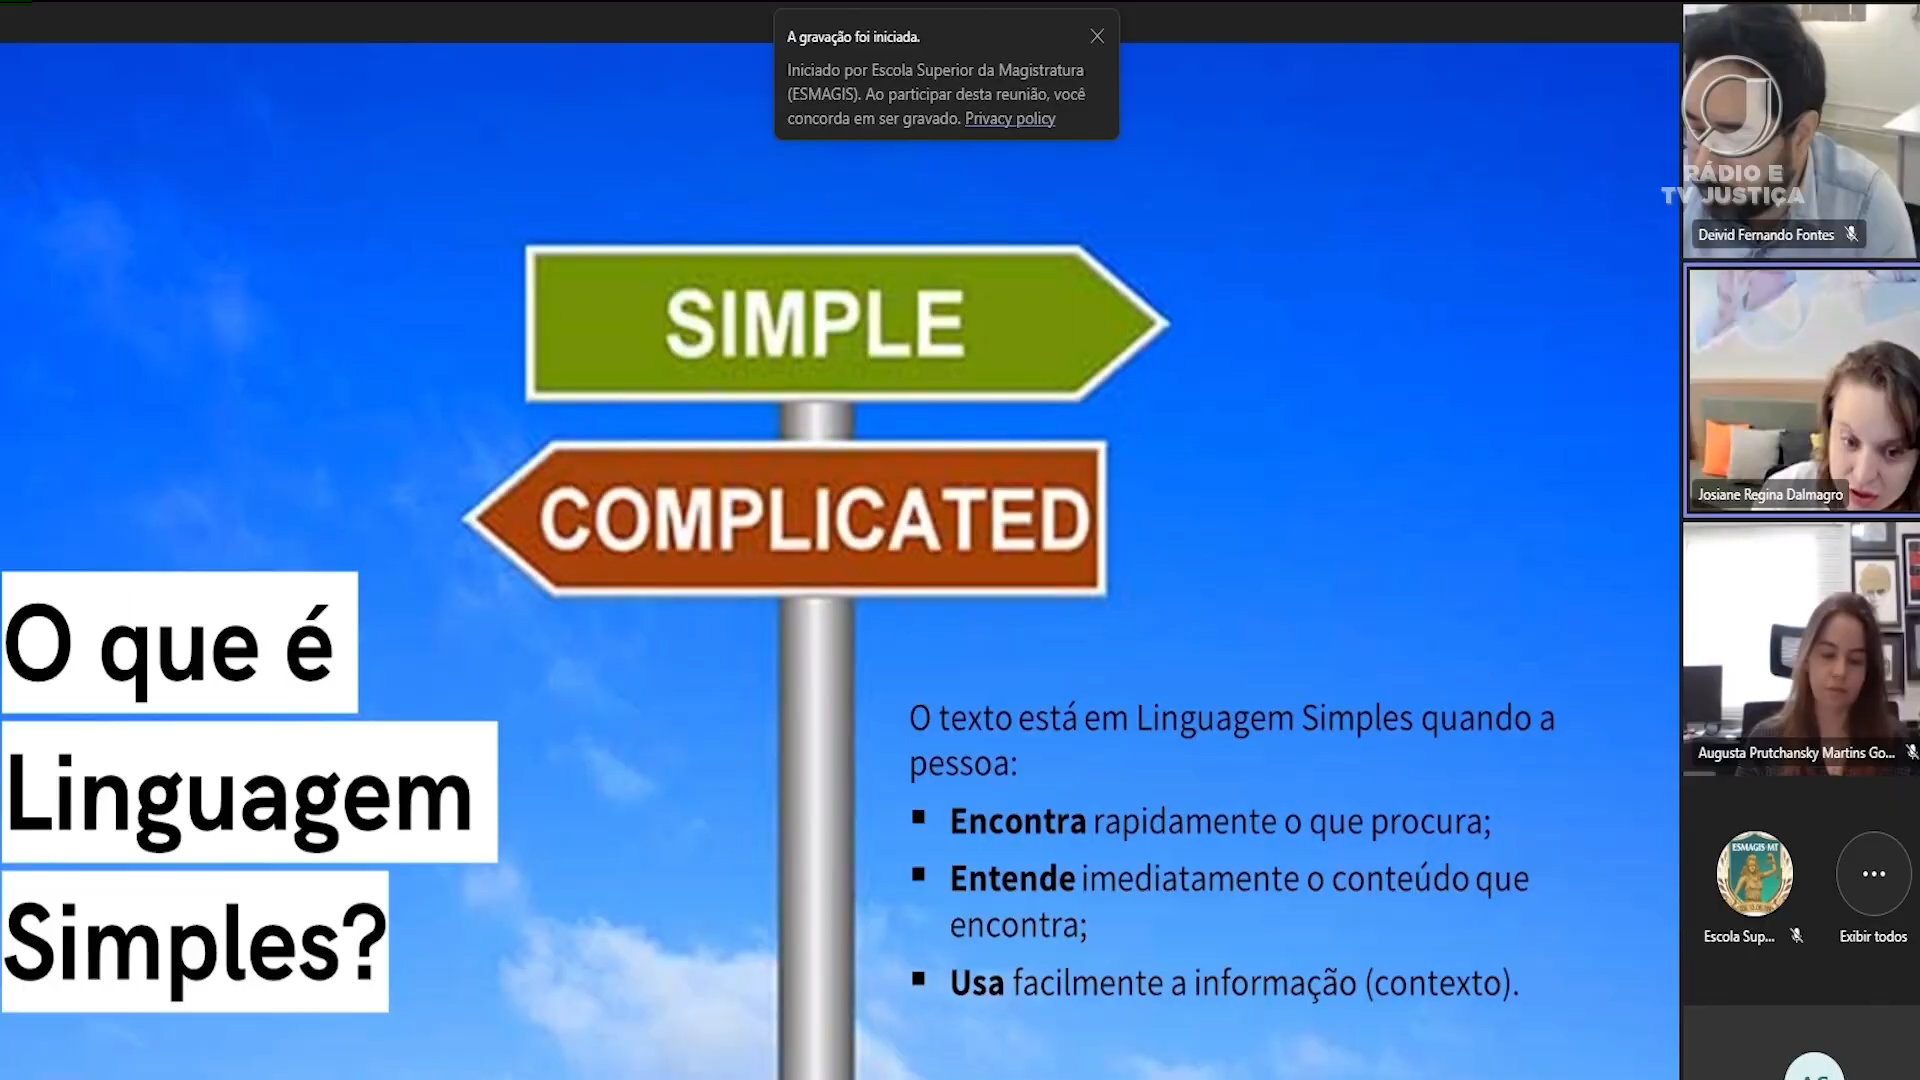 A gravação foi iniciada.
Iniciado por Escola Superior da Magistratura
(ESMAGIS). Ao participar desta reunião, você
concorda em ser gravado. Privacy policy
SIMPLE
COMPLICATED
O que é
Linguagem
Simples?
O texto está em Linguagem Simples quando a
pessoa:
▪ Encontra rapidamente o que procura;
▪ Entende imediatamente o conteúdo que
encontra;
▪ Usa facilmente a informação (contexto).
RÁDIO E
TV JUSTIÇA
Deivid Fernando Fontes
Josiane Regina Dalmagro
Augusta Prutchansky Martins Go...
ESMAGIS-MT
Escola Sup...
Exibir todos